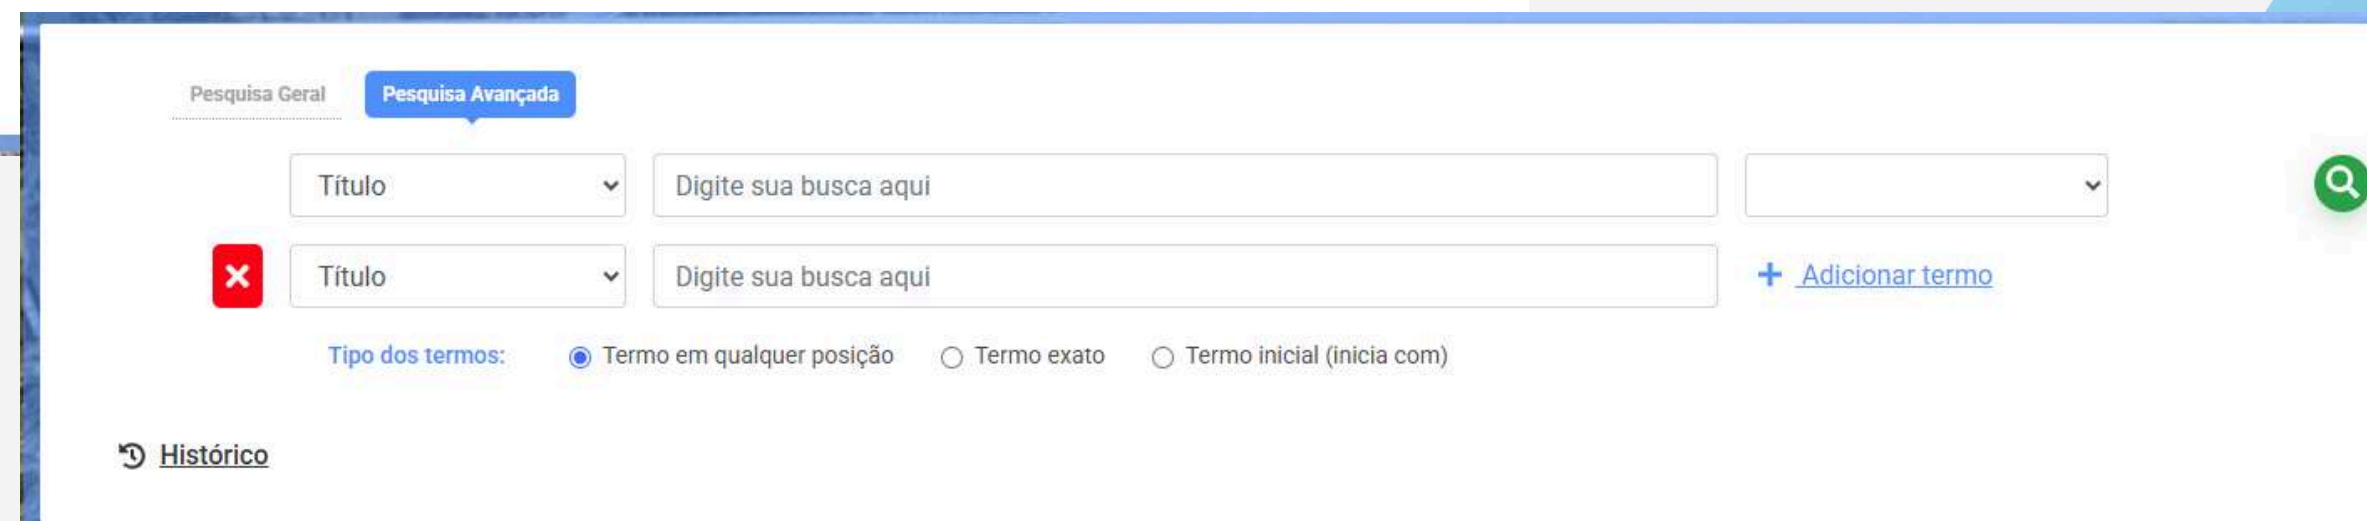 Pesquisa Geral Pesquisa Avançada
Título Digite sua busca aqui
Título Digite sua busca aqui Adicionar termo
Tipo dos termos: Termo em qualquer posição Termo exato Termo inicial (inicia com)
Histórico